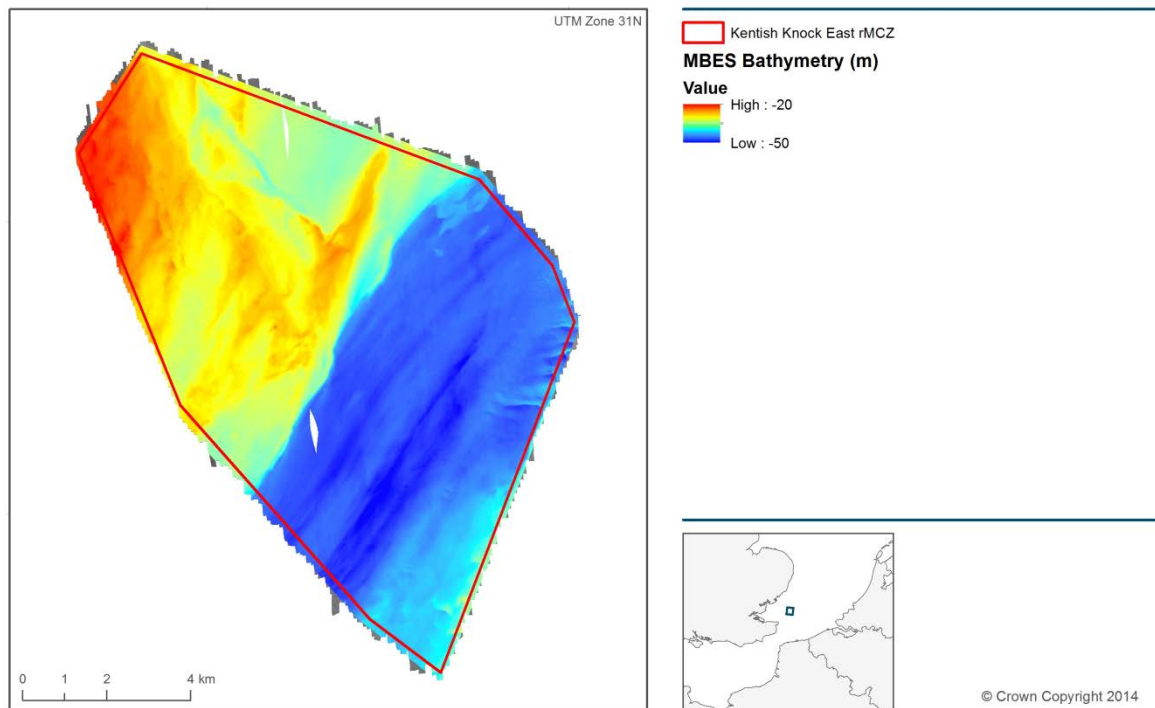 UTM Zone 31N
Kentish Knock East rMCZ
MBES Bathymetry (m)
Value
High : -20
Low : -50
0 1 2 4 km
© Crown Copyright 2014